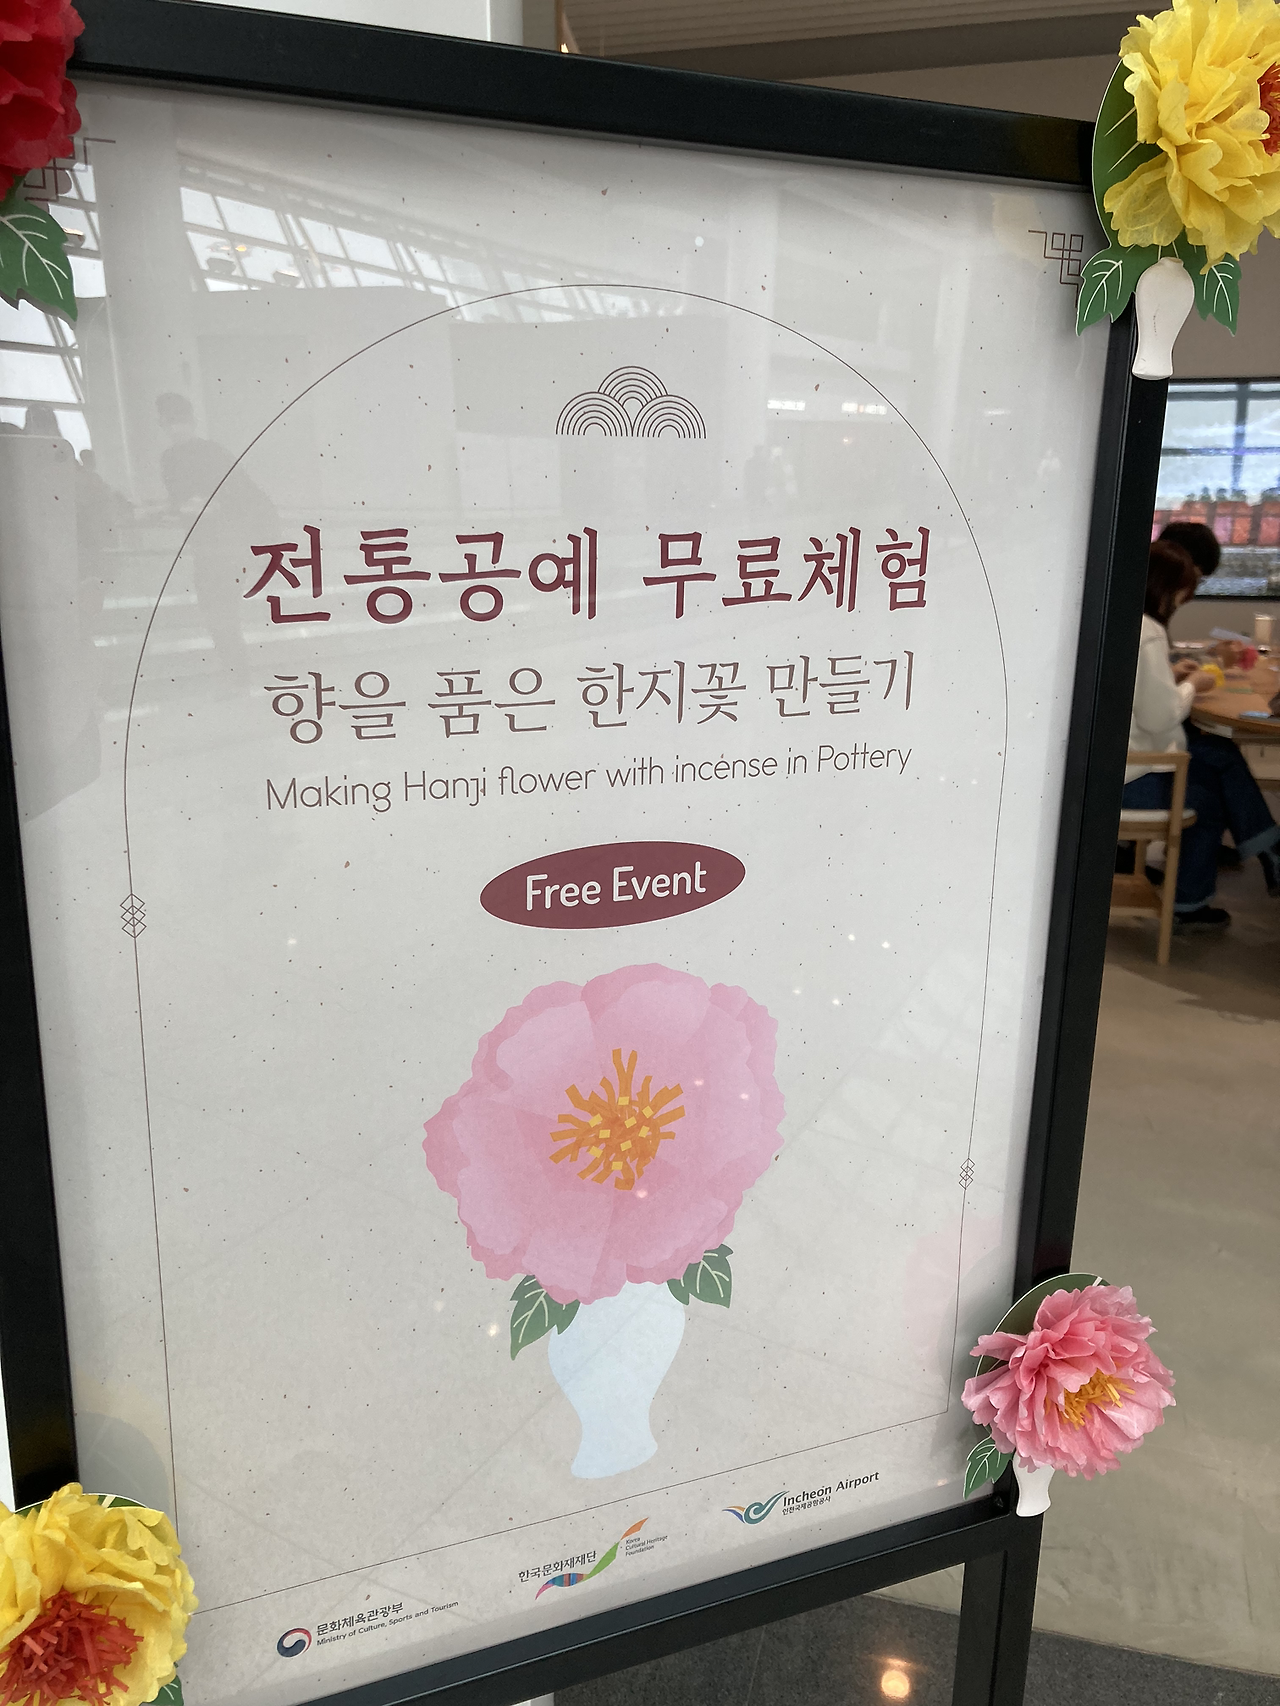 전통공예 무료체험
향을 품은 한지꽃 만들기
Making Hanji flower with incense in Pottery
Free Event
문화체육관광부
Ministry of Culture, Sports and Tourism
한국문화재재단
Korea
Cultural Heritage
Foundation
Incheon Airport
인천국제공항공사